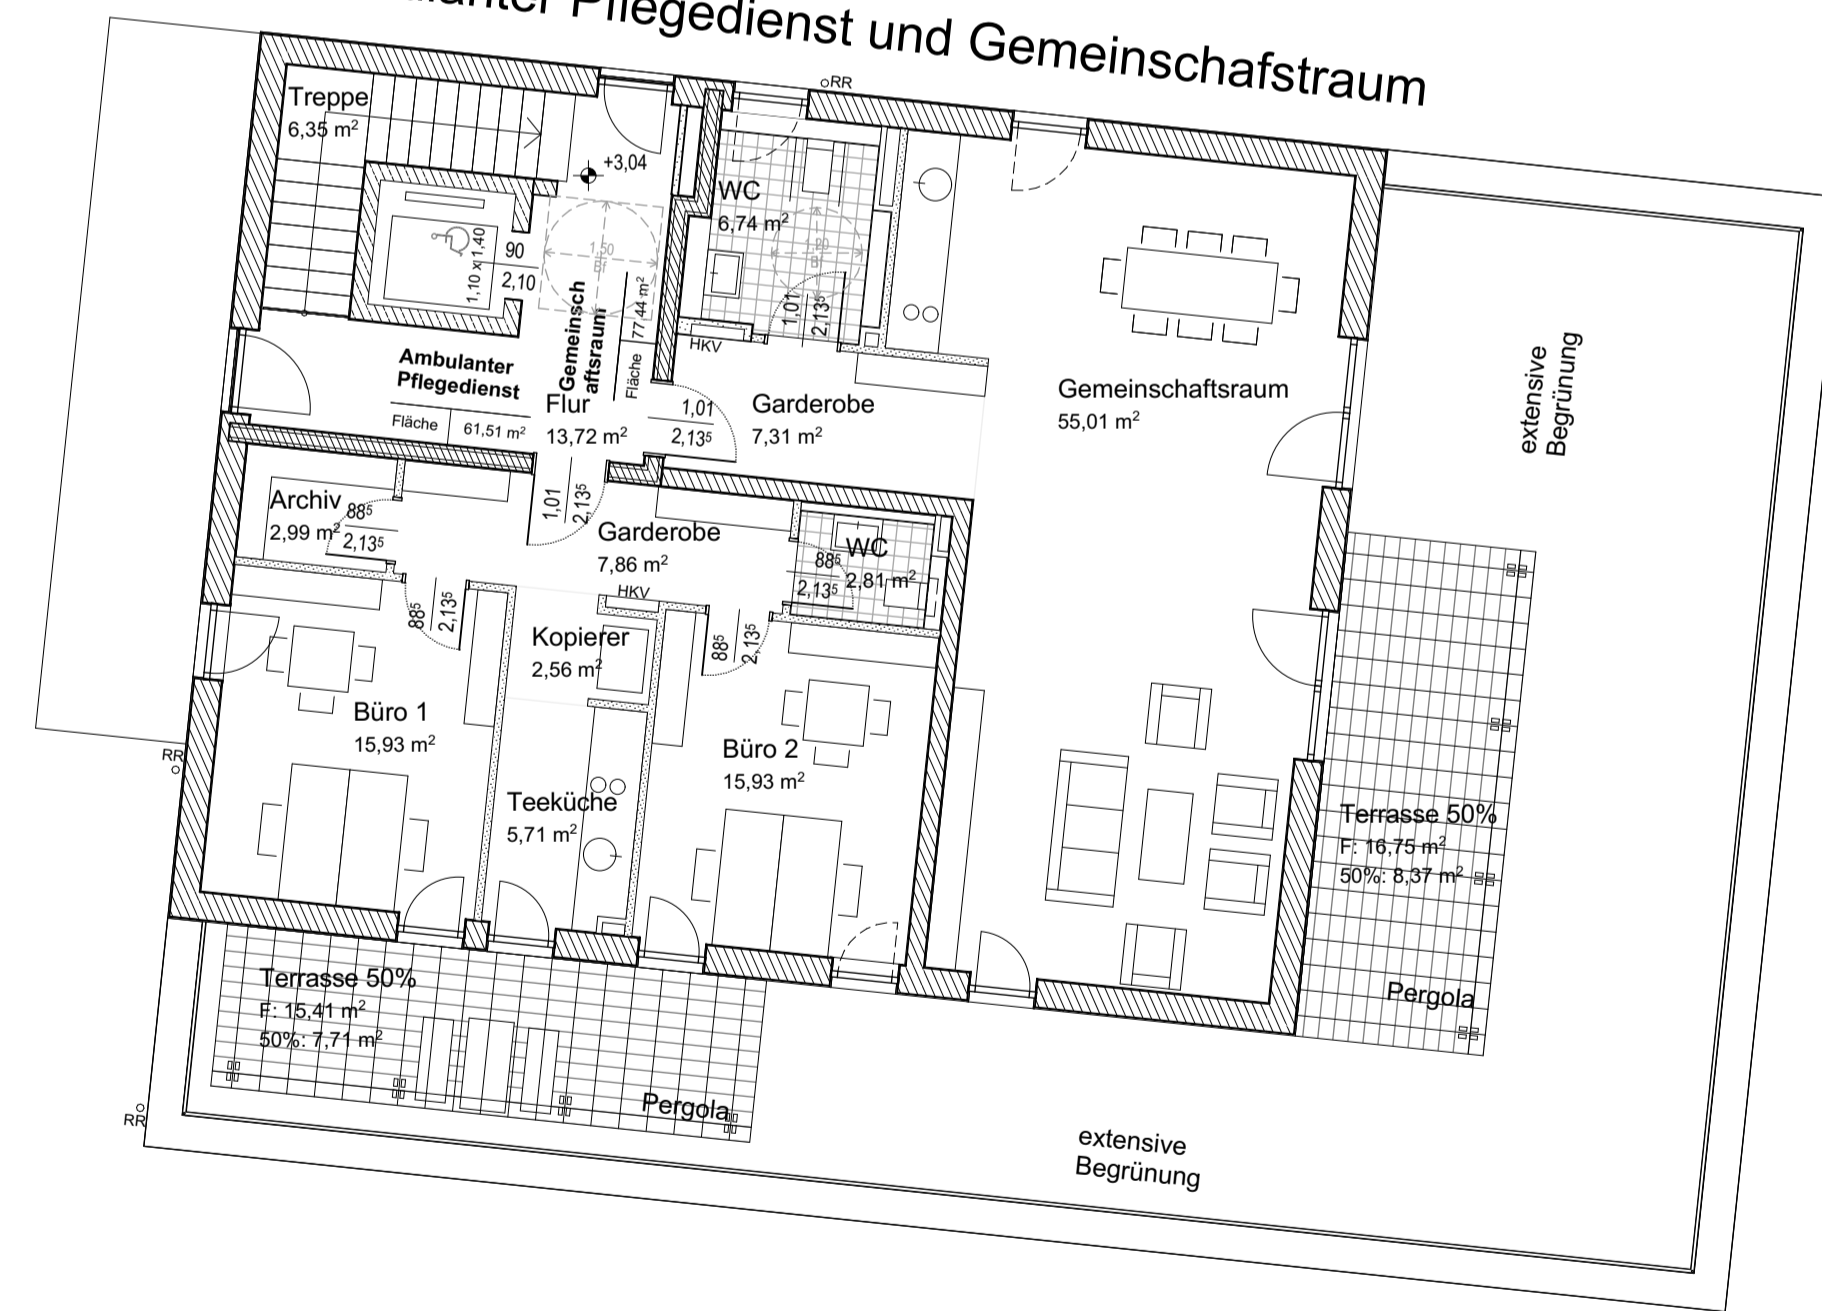 Pflegedienst und Gemeinschafstraum
RR
Treppe
6,35 m²
+3,04
WC
6,74 m²
1,10 x 1,40
90
2,10
1,50
1,20
1,01
2,13⁵
HKV
Ambulanter
Pflegedienst
Fläche 61,51 m²
Gemeinsch
aftsraum
Fläche 77,44 m²
Flur
13,72 m²
1,01
2,13⁵
Garderobe
7,31 m²
Gemeinschaftsraum
55,01 m²
extensive
Begrünung
Archiv
2,99 m²
88⁵
2,13⁵
1,01
2,13⁵
Garderobe
7,86 m²
HKV
WC
2,81 m²
88⁵
2,13⁵
88⁵
2,13⁵
Kopierer
2,56 m²
88⁵
2,13⁵
Büro 1
15,93 m²
Büro 2
15,93 m²
RR
Teeküche
5,71 m²
Terrasse 50%
F: 16,75 m²
50%: 8,37 m²
Pergola
Terrasse 50%
F: 15,41 m²
50%: 7,71 m²
Pergola
RR
extensive
Begrünung